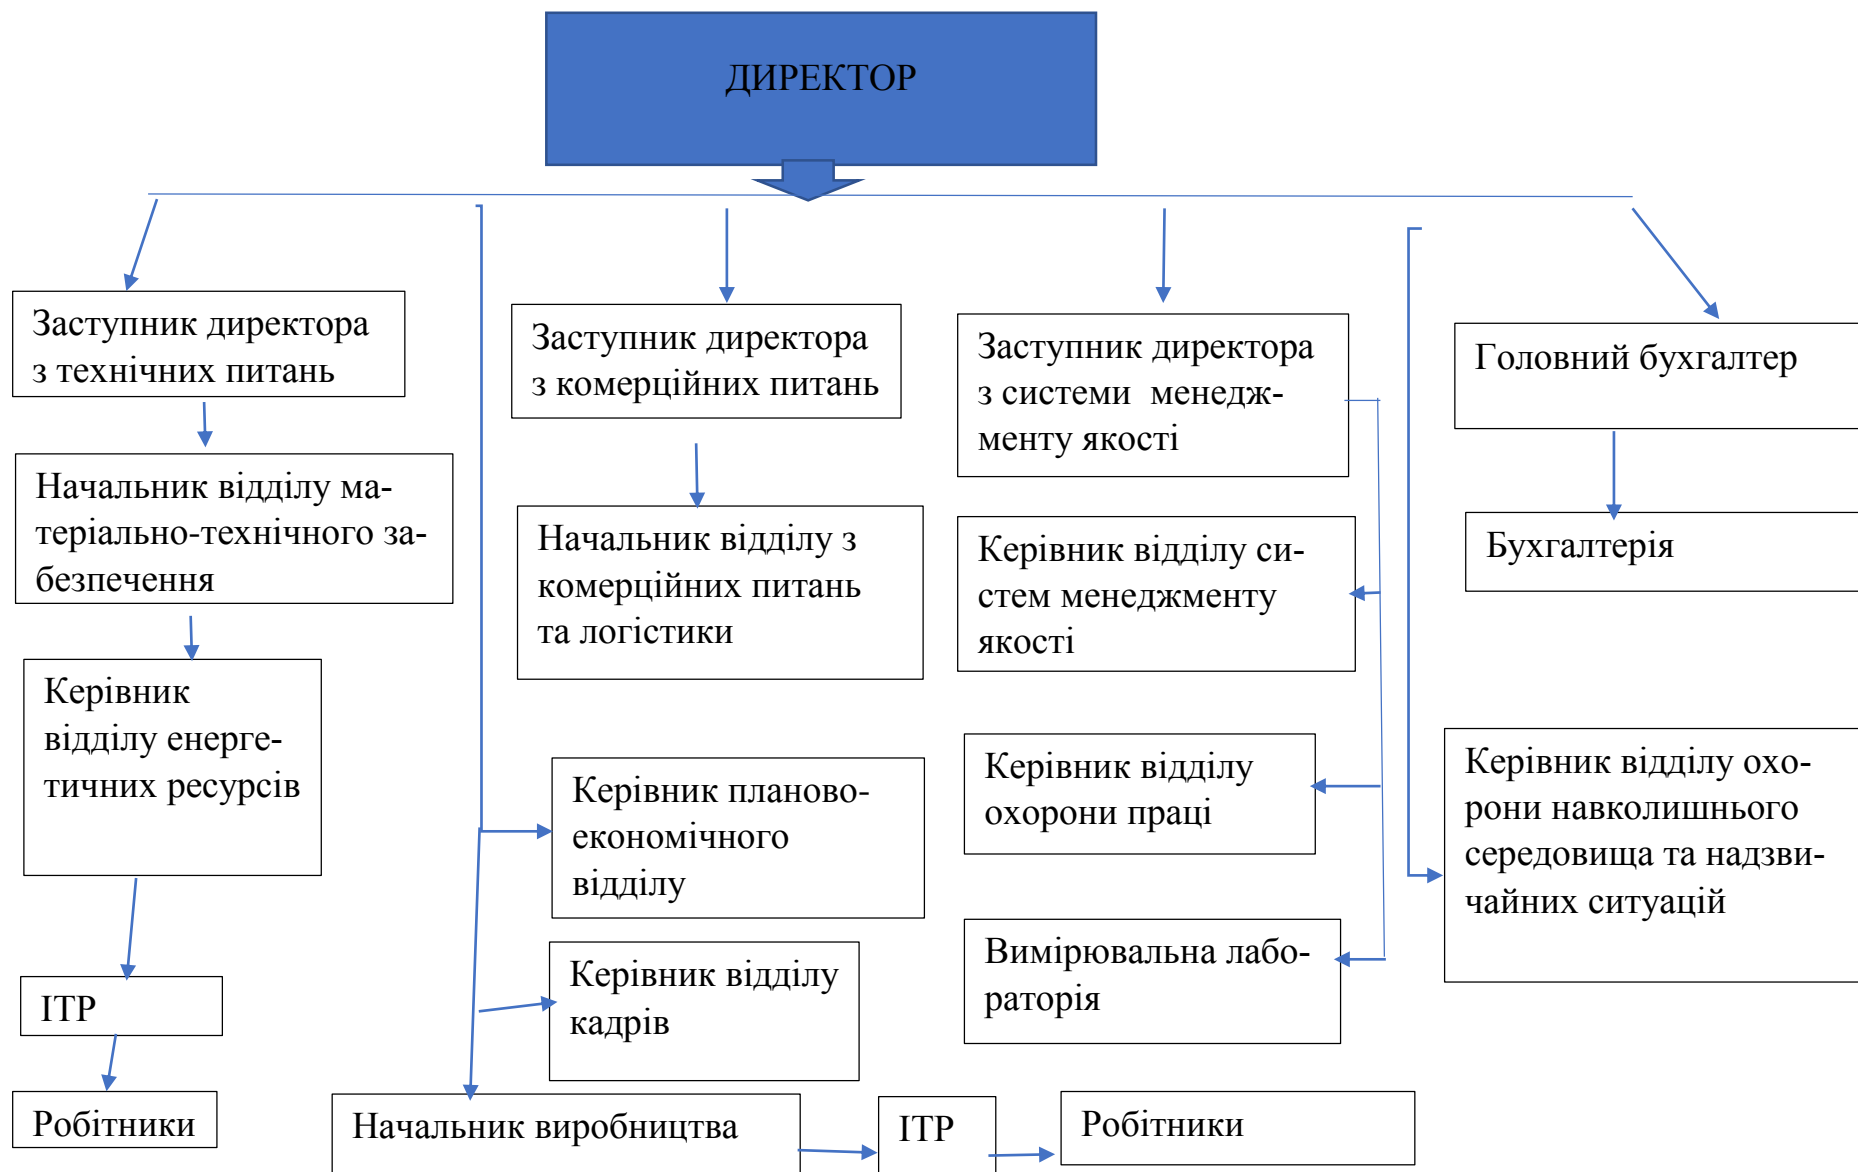 ДИРЕКТОР
Заступник директора
з технічних питань
Заступник директора
з комерційних питань
Заступник директора
з системи  менедж-
менту якості
Головний бухгалтер
Начальник відділу ма-
теріально-технічного за-
безпечення
Начальник відділу з
комерційних питань
та логістики
Керівник відділу си-
стем менеджменту
якості
Бухгалтерія
Керівник
відділу енерге-
тичних ресурсів
Керівник планово-
економічного
відділу
Керівник відділу
охорони праці
Керівник відділу охо-
рони навколишнього
середовища та надзви-
чайних ситуацій
Керівник відділу
кадрів
Вимірювальна лабо-
раторія
ІТР
Робітники
Начальник виробництва
ІТР
Робітники